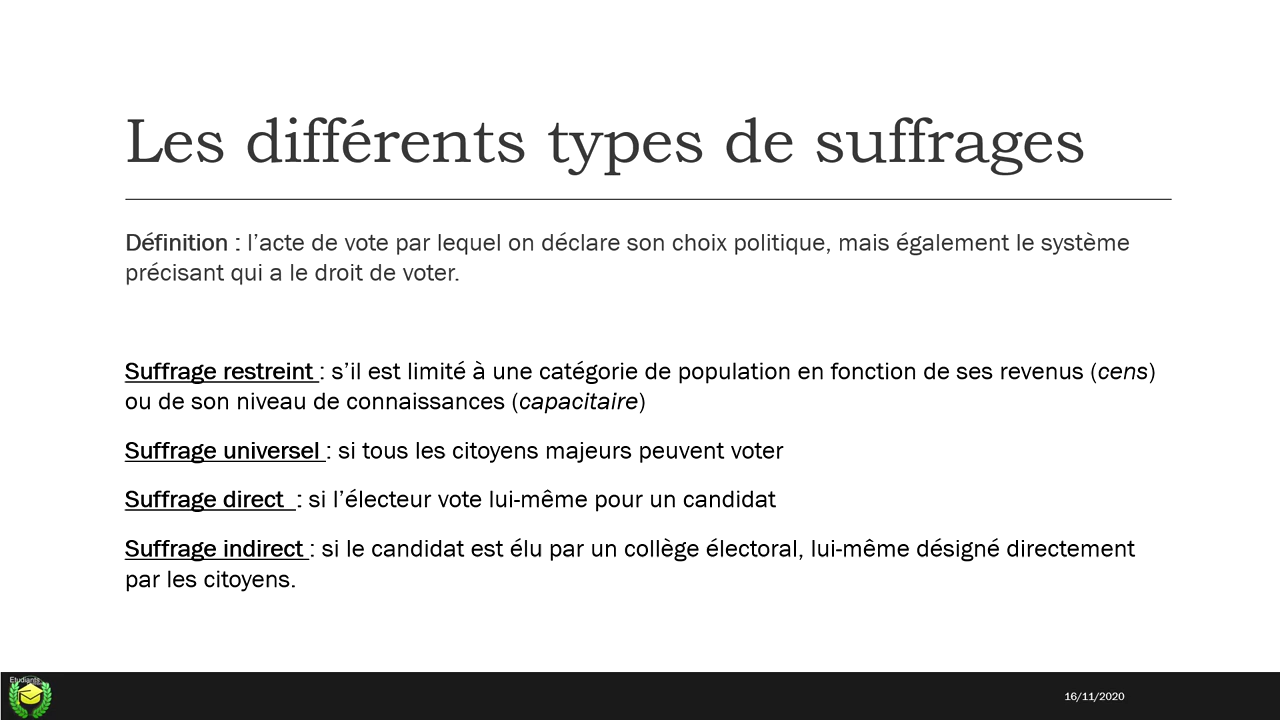 Les différents types de suffrages
Définition : l’acte de vote par lequel on déclare son choix politique, mais également le système
précisant qui a le droit de voter.
Suffrage restreint : s’il est limité à une catégorie de population en fonction de ses revenus (cens)
ou de son niveau de connaissances (capacitaire)
Suffrage universel : si tous les citoyens majeurs peuvent voter
Suffrage direct  : si l’électeur vote lui-même pour un candidat
Suffrage indirect : si le candidat est élu par un collège électoral, lui-même désigné directement
par les citoyens.
Etudiants
16/11/2020